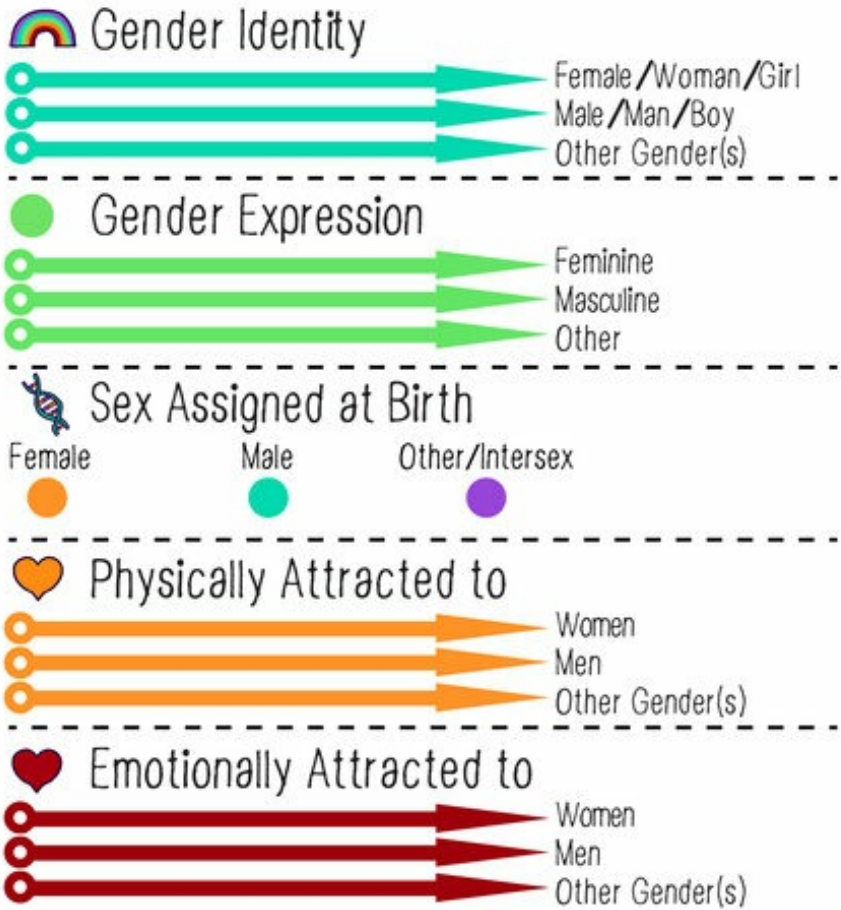 Gender Identity
Female/Woman/Girl
Male/Man/Boy
Other Gender(s)
Gender Expression
Feminine
Masculine
Other
Sex Assigned at Birth
Female Male Other/Intersex
Physically Attracted to
Women
Men
Other Gender(s)
Emotionally Attracted to
Women
Men
Other Gender(s)